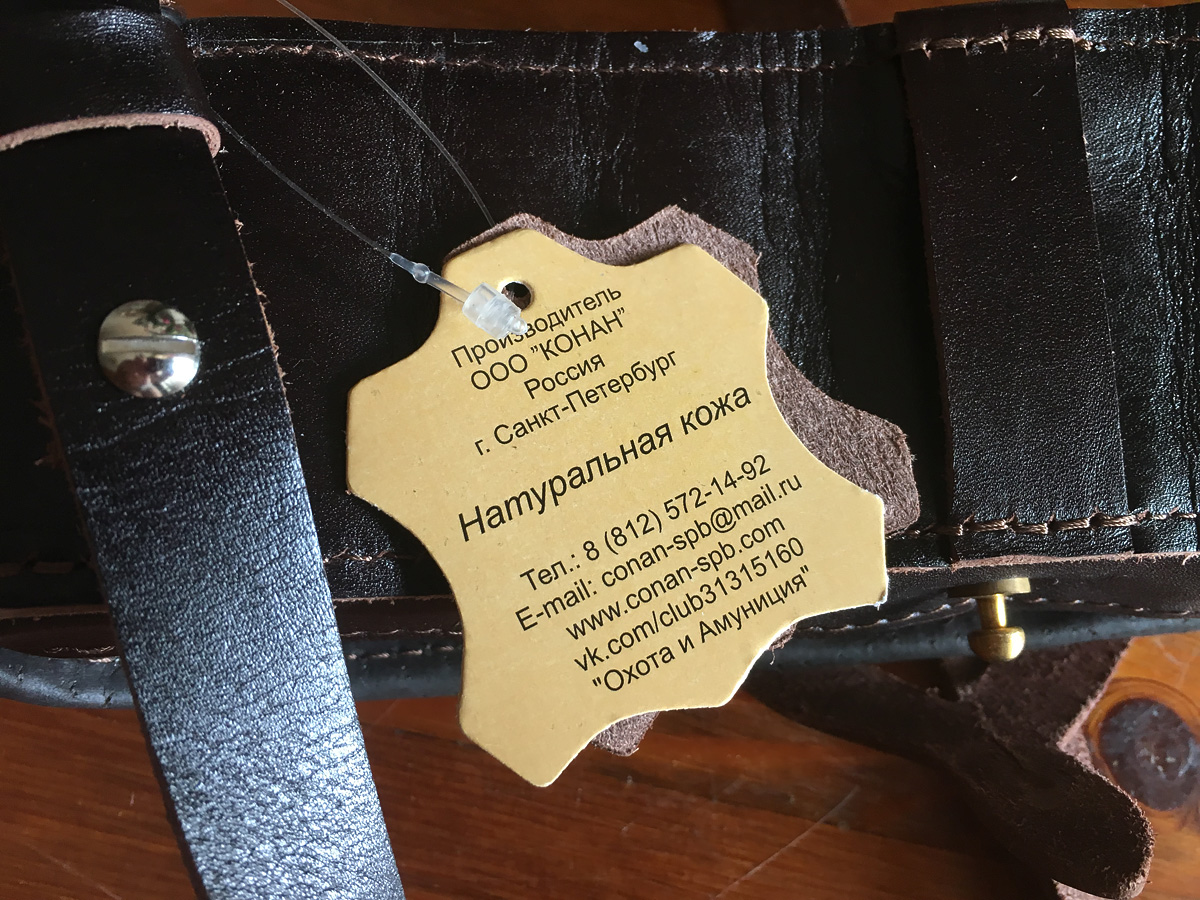 Производитель
ООО "КОНАН"
Россия
г. Санкт-Петербург
Натуральная кожа
Тел.: 8 (812) 572-14-92
E-mail: conan-spb@mail.ru
www.conan-spb.com
vk.com/club31315160
"Охота и Амуниция"